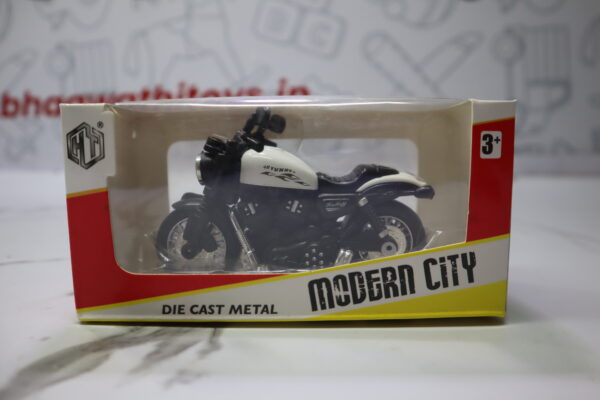 bhagwathitoys.in
®
3+
DIE CAST METAL
MODERN CITY